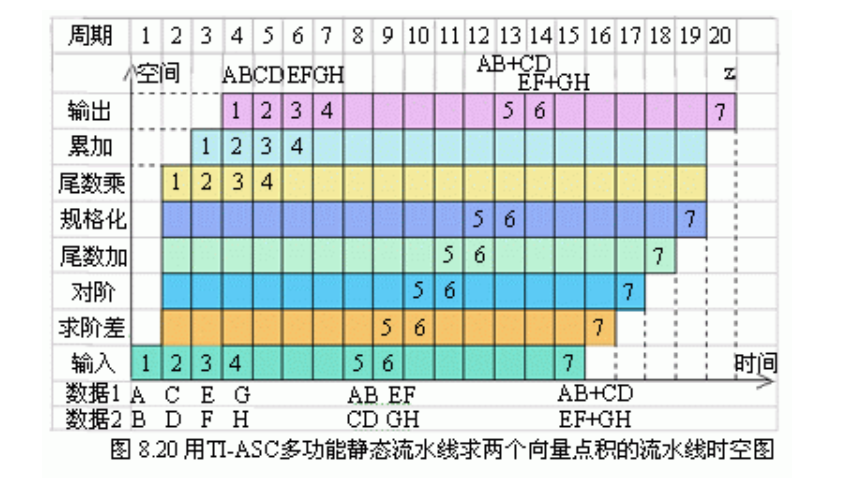 周期 1 2 3 4 5 6 7 8 9 10 11 12 13 14 15 16 17 18 19 20
空间 AB CD EF GH AB+CD EF+GH z
输出 1 2 3 4 5 6 7
累加 1 2 3 4
尾数乘 1 2 3 4
规格化 5 6 7
尾数加 5 6 7
对阶 5 6 7
求阶差 5 6 7
输入 1 2 3 4 5 6 7 时间
数据1 A C E G AB EF AB+CD
数据2 B D F H CD GH EF+GH
图 8.20 用TI-ASC多功能静态流水线求两个向量点积的流水线时空图